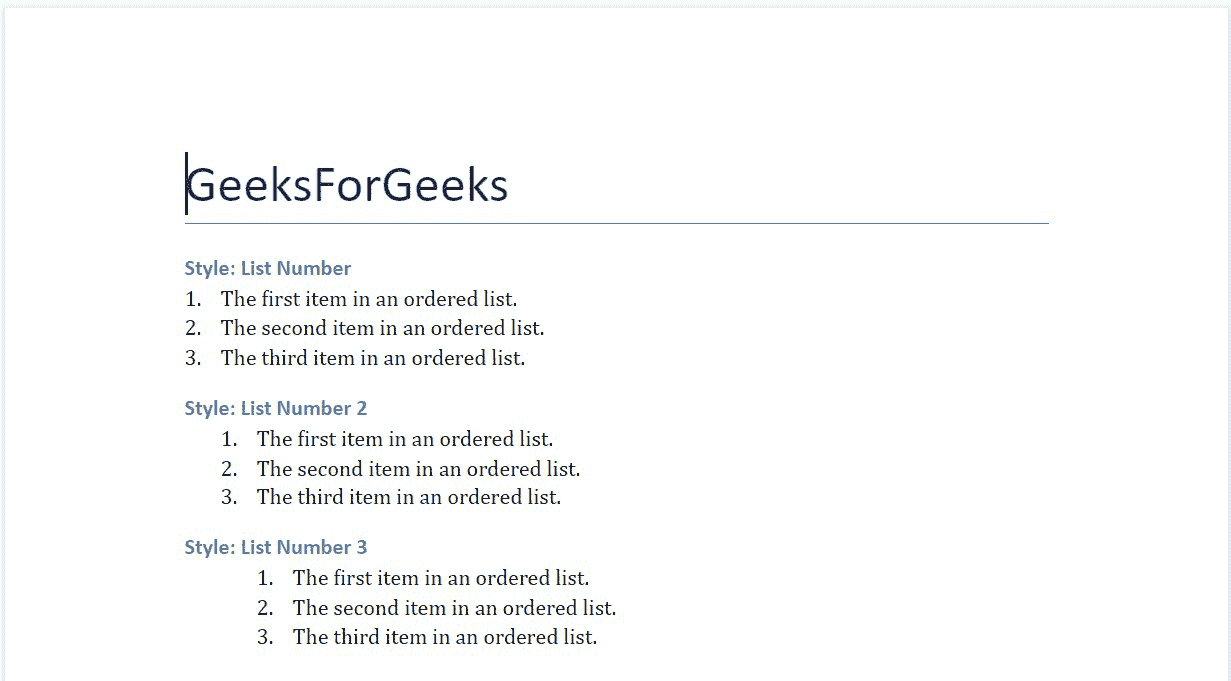 GeeksForGeeks
Style: List Number
1. The first item in an ordered list.
2. The second item in an ordered list.
3. The third item in an ordered list.
Style: List Number 2
1. The first item in an ordered list.
2. The second item in an ordered list.
3. The third item in an ordered list.
Style: List Number 3
1. The first item in an ordered list.
2. The second item in an ordered list.
3. The third item in an ordered list.